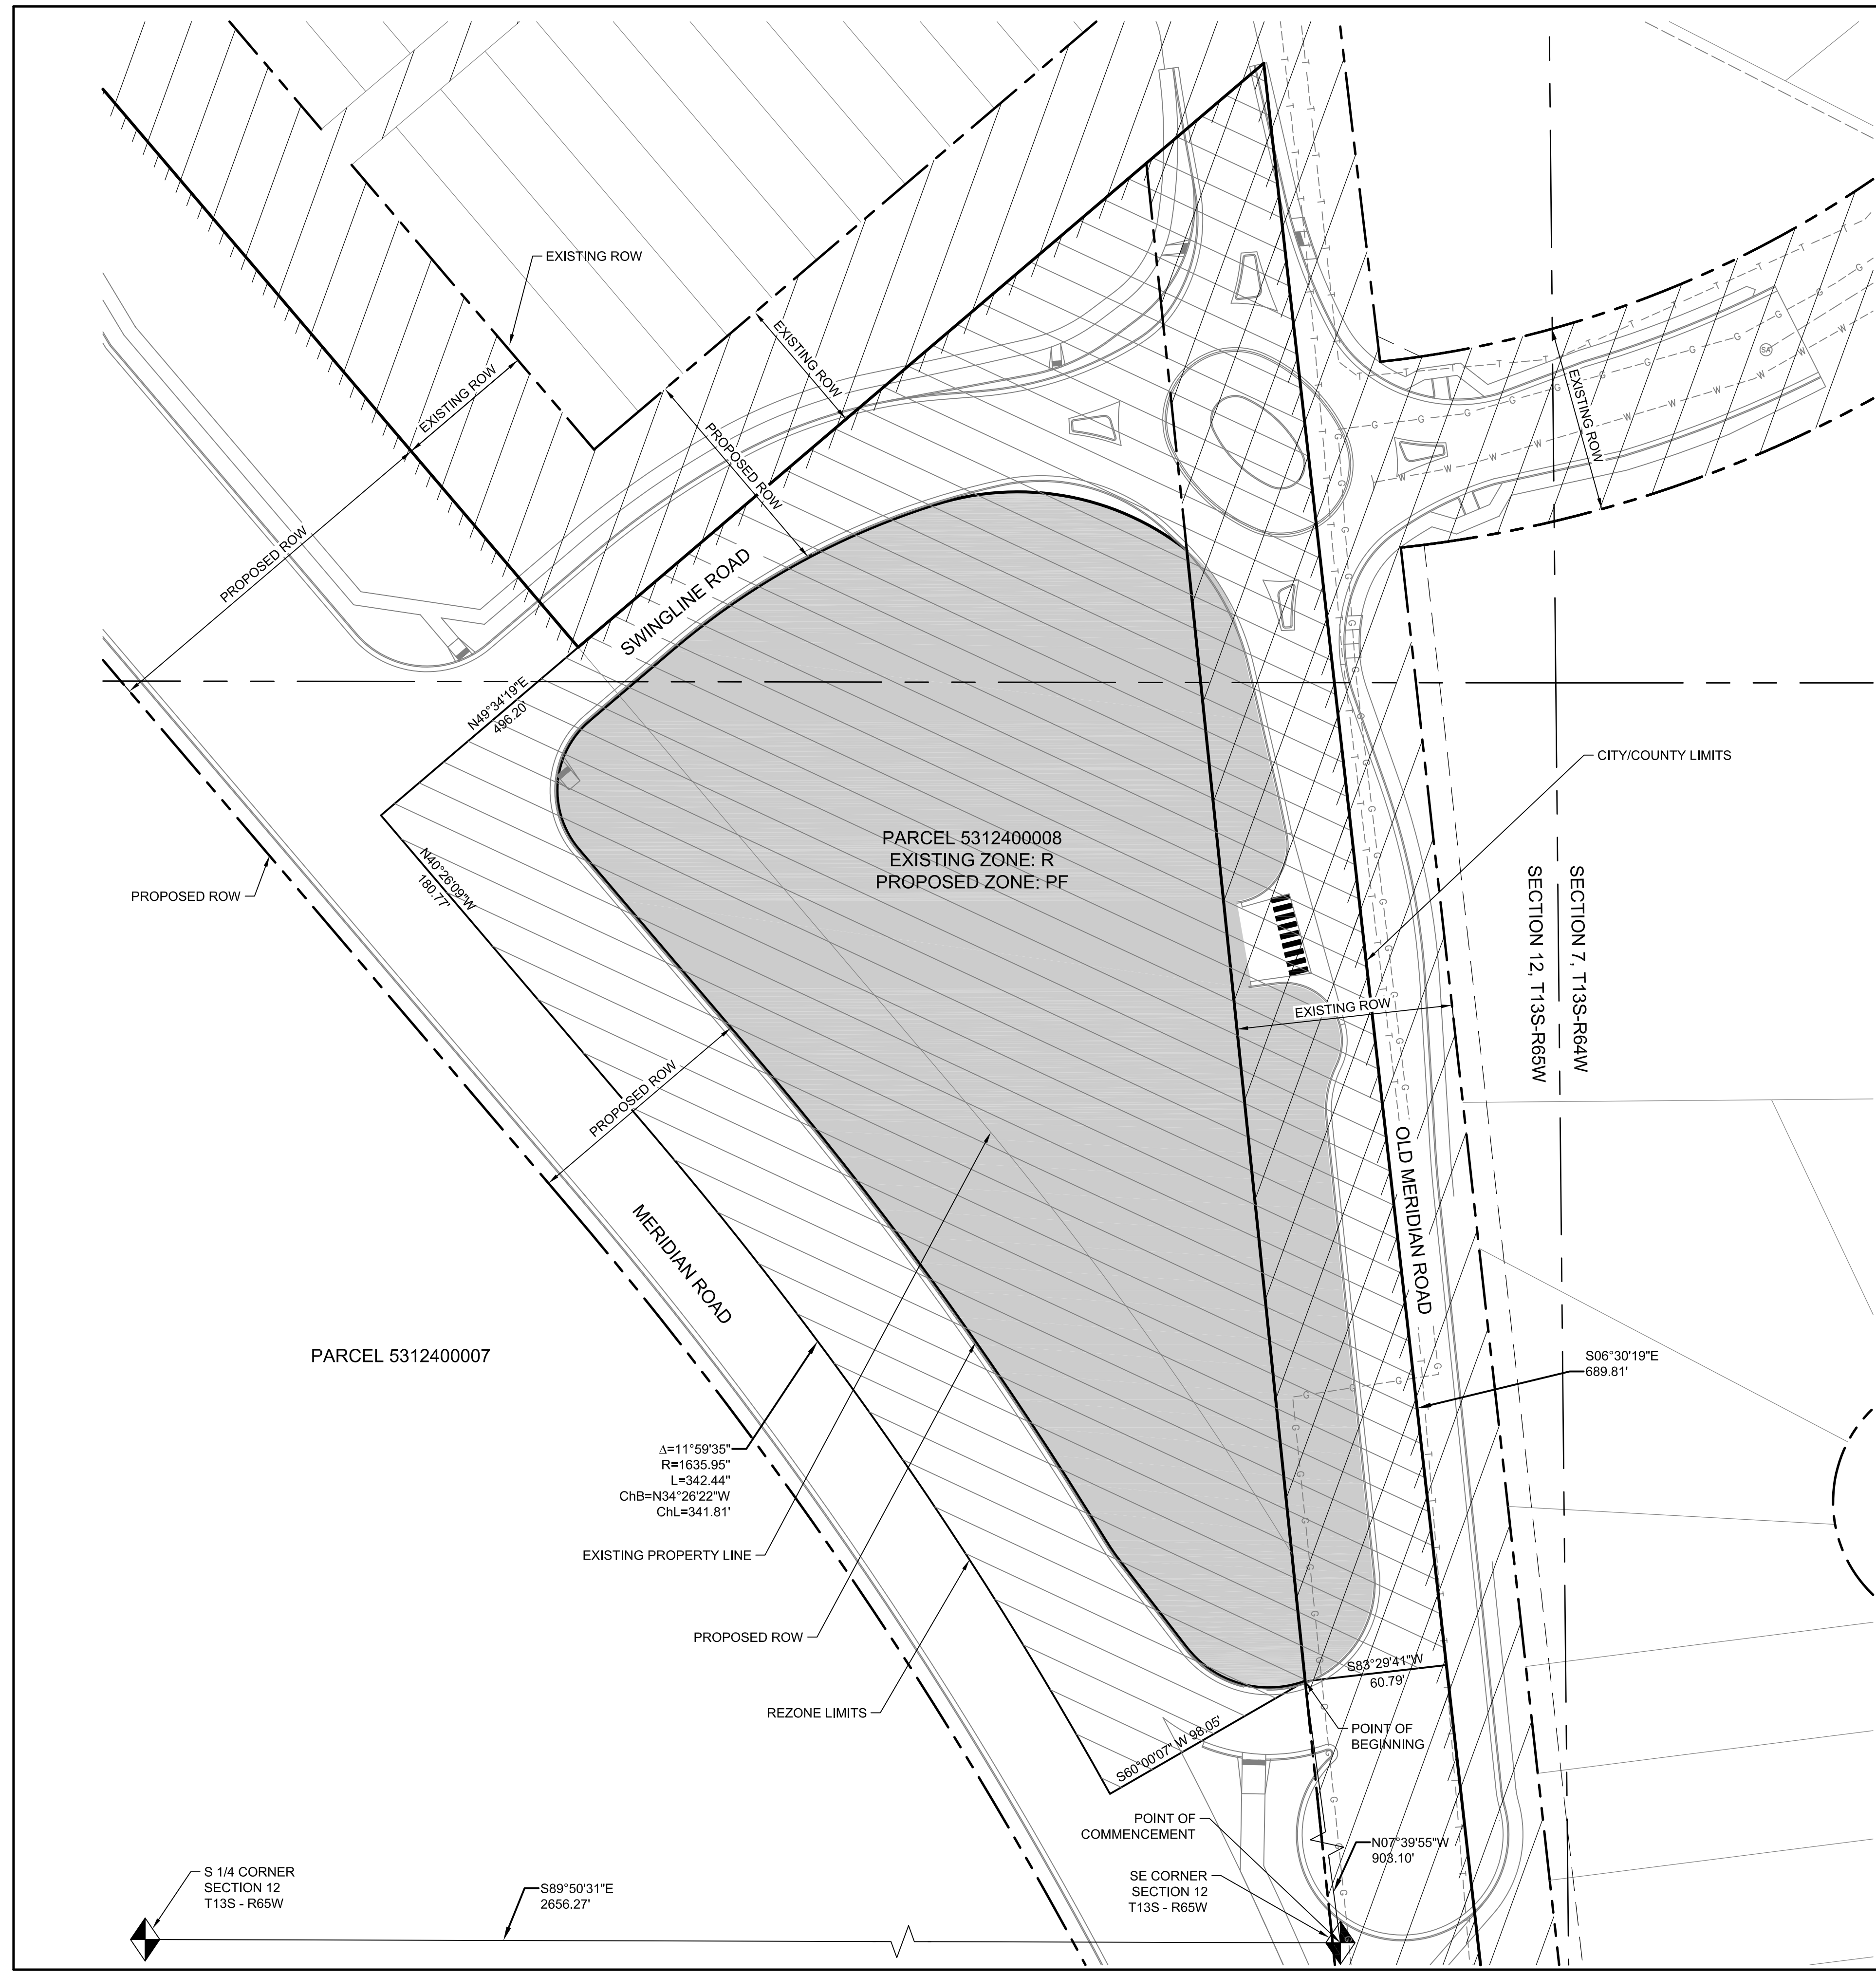 EXISTING ROW
EXISTING ROW
EXISTING ROW
EXISTING ROW
PROPOSED ROW
PROPOSED ROW
SWINGLINE ROAD
N49°34'19"E
496.20'
CITY/COUNTY LIMITS
PARCEL 5312400008
EXISTING ZONE: R
PROPOSED ZONE: PF
N40°26'09"W
180.77'
PROPOSED ROW
SECTION 12, T13S-R65W
SECTION 7, T13S-R64W
EXISTING ROW
PROPOSED ROW
OLD MERIDIAN ROAD
MERIDIAN ROAD
PARCEL 5312400007
S06°30'19"E
689.81'
Δ=11°59'35"
R=1635.95"
L=342.44"
ChB=N34°26'22"W
ChL=341.81'
EXISTING PROPERTY LINE
PROPOSED ROW
REZONE LIMITS
S83°29'41"W
60.79'
POINT OF
BEGINNING
S60°00'07" W 98.05'
POINT OF
COMMENCEMENT
N07°39'55"W
903.10'
SE CORNER
SECTION 12
T13S - R65W
S 1/4 CORNER
SECTION 12
T13S - R65W
S89°50'31"E
2656.27'